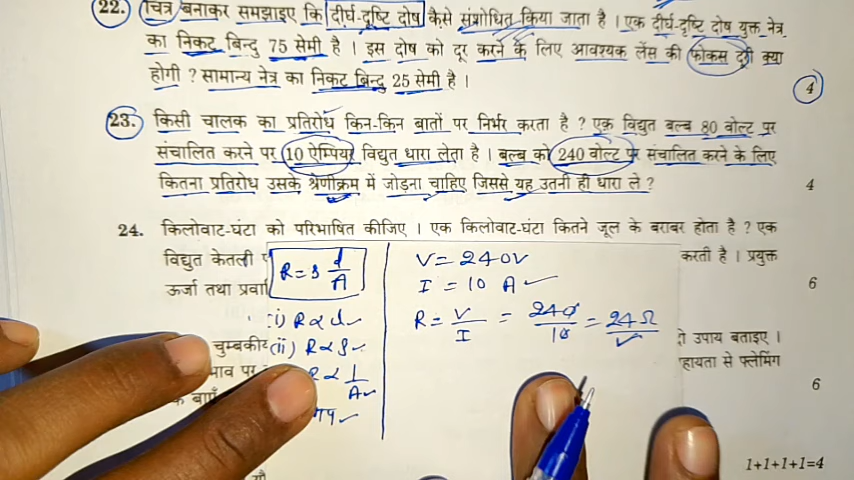 22. चित्र बनाकर समझाइए कि दीर्घ-दृष्टि दोष कैसे संशोधित किया जाता है । एक दीर्घ-दृष्टि दोष युक्त नेत्र
का निकट बिन्दु 75 सेमी है । इस दोष को दूर करने के लिए आवश्यक लेंस की फोकस दूरी क्या
होगी ? सामान्य नेत्र का निकट बिन्दु 25 सेमी है ।
4
23. किसी चालक का प्रतिरोध किन-किन बातों पर निर्भर करता है ? एक विद्युत बल्ब 80 वोल्ट पर
संचालित करने पर 10 ऐम्पियर विद्युत धारा लेता है । बल्ब को 240 वोल्ट पर संचालित करने के लिए
कितना प्रतिरोध उसके श्रेणीक्रम में जोड़ना चाहिए जिससे यह उतनी ही धारा ले ?
4
24. किलोवाट-घंटा को परिभाषित कीजिए । एक किलोवाट-घंटा कितने जूल के बराबर होता है ? एक
विद्युत केतली
करती है । प्रयुक्त
ऊर्जा तथा प्रवा
6
R = ρ l/A
(i) R ∝ l
(ii) R ∝ ρ
R ∝ 1/A
V = 240V
I = 10 A
R = V/I = 240/10 = 24Ω
चुम्बकीय
उपाय बताइए ।
भाव पर
हायता से फ्लेमिंग
के बाएँ
6
1+1+1+1=4